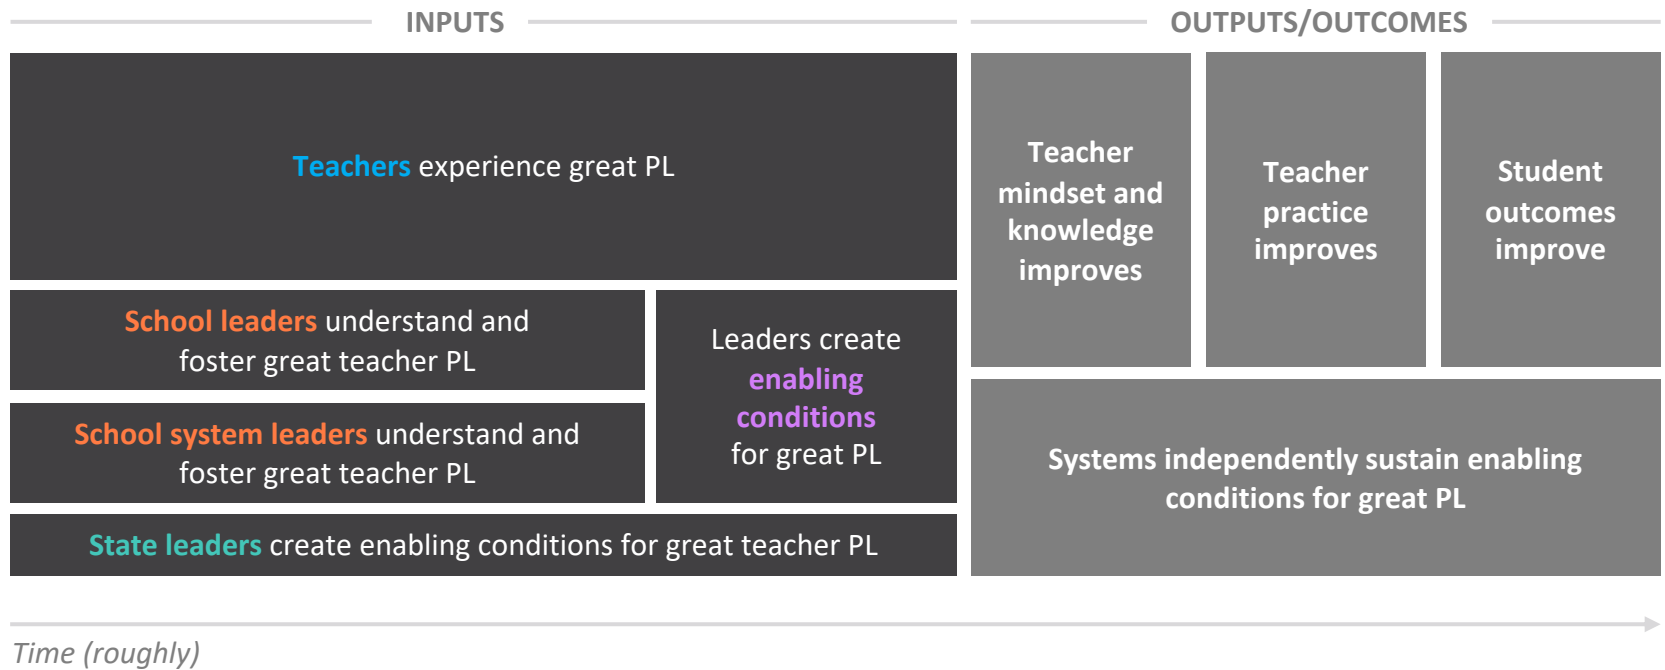 INPUTS
OUTPUTS/OUTCOMES
Teachers experience great PL
School leaders understand and
foster great teacher PL
School system leaders understand and
foster great teacher PL
Leaders create
enabling
conditions
for great PL
State leaders create enabling conditions for great teacher PL
Teacher
mindset and
knowledge
improves
Teacher
practice
improves
Student
outcomes
improve
Systems independently sustain enabling
conditions for great PL
Time (roughly)